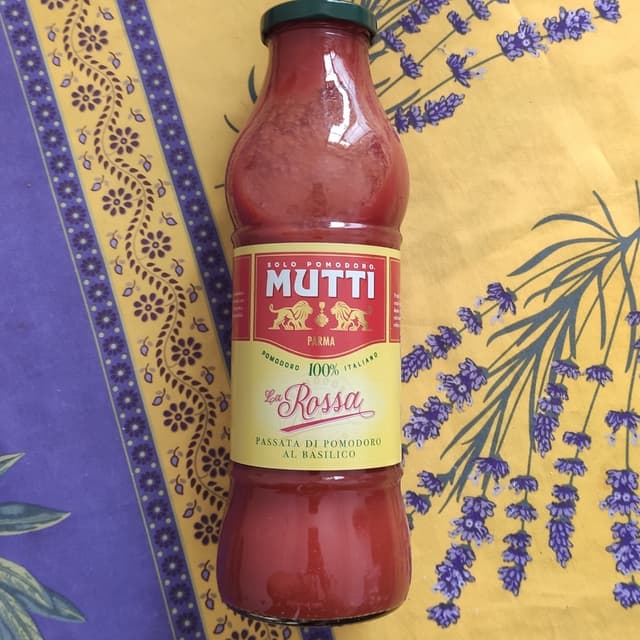 SOLO POMODORO.
MUTTI
PARMA
POMODORO 100% ITALIANO
La Rossa
PASSATA DI POMODORO
AL BASILICO